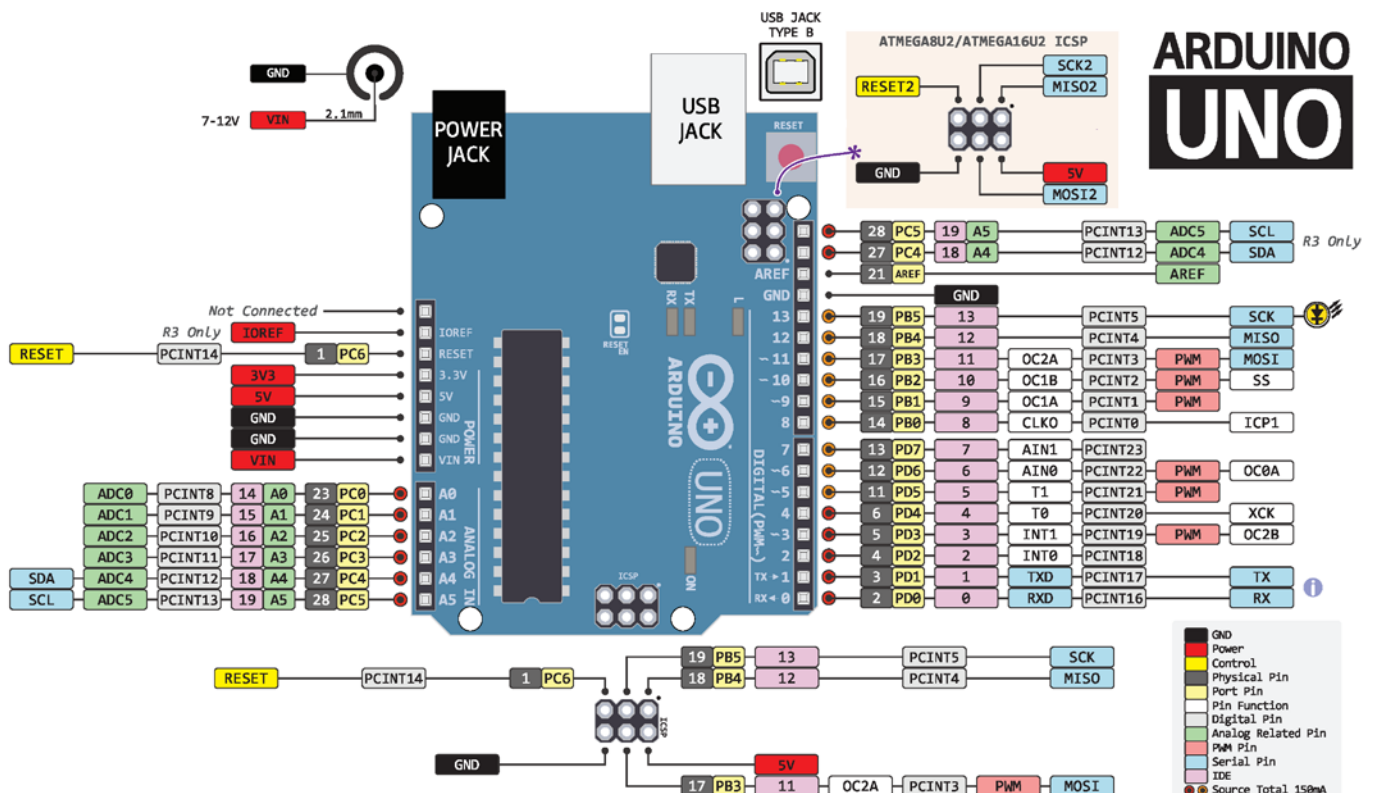 USB JACK
TYPE B
ATMEGA8U2/ATMEGA16U2 ICSP
SCK2
RESET2 MISO2
GND 5V
MOSI2
ARDUINO
UNO
GND
7-12V VIN 2,1mm
POWER
JACK
USB
JACK
RESET
*
28 PC5 19 A5 PCINT13 ADC5 SCL
27 PC4 18 A4 PCINT12 ADC4 SDA
R3 Only
21 AREF AREF
GND
19 PB5 13 PCINT5 SCK
18 PB4 12 PCINT4 MISO
17 PB3 11 OC2A PCINT3 PWM MOSI
16 PB2 10 OC1B PCINT2 PWM SS
15 PB1 9 OC1A PCINT1 PWM
14 PB0 8 CLKO PCINT0 ICP1
13 PD7 7 AIN1 PCINT23
12 PD6 6 AIN0 PCINT22 PWM OC0A
11 PD5 5 T1 PCINT21 PWM
6 PD4 4 T0 PCINT20 XCK
5 PD3 3 INT1 PCINT19 PWM OC2B
4 PD2 2 INT0 PCINT18
3 PD1 1 TXD PCINT17 TX
2 PD0 0 RXD PCINT16 RX
i
Not Connected
R3 Only IOREF
RESET PCINT14 1 PC6
3V3
5V
GND
GND
VIN
ADC0 PCINT8 14 A0 23 PC0
ADC1 PCINT9 15 A1 24 PC1
ADC2 PCINT10 16 A2 25 PC2
ADC3 PCINT11 17 A3 26 PC3
SDA ADC4 PCINT12 18 A4 27 PC4
SCL ADC5 PCINT13 19 A5 28 PC5
IOREF
RESET
3.3V
5V
GND
GND
VIN
POWER
A0
A1
A2
A3
A4
A5
ANALOG IN
RX
TX
L
RESET
EN
ARDUINO
UNO
ON
ICSP
AREF
GND
13
12
~11
~10
~9
8
7
~6
~5
4
~3
2
TX ▸ 1
RX ◂ 0
DIGITAL(PWM~)
RESET PCINT14 1 PC6
19 PB5 13 PCINT5 SCK
18 PB4 12 PCINT4 MISO
ICSP
GND
5V
17 PB3 11 OC2A PCINT3 PWM MOSI
GND
Power
Control
Physical Pin
Port Pin
Pin Function
Digital Pin
Analog Related Pin
PWM Pin
Serial Pin
IDE
Source Total 150mA